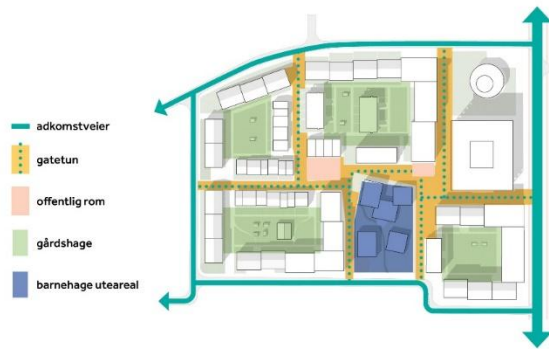 adkomstveier
gatetun
offentlig rom
gårdshage
barnehage uteareal